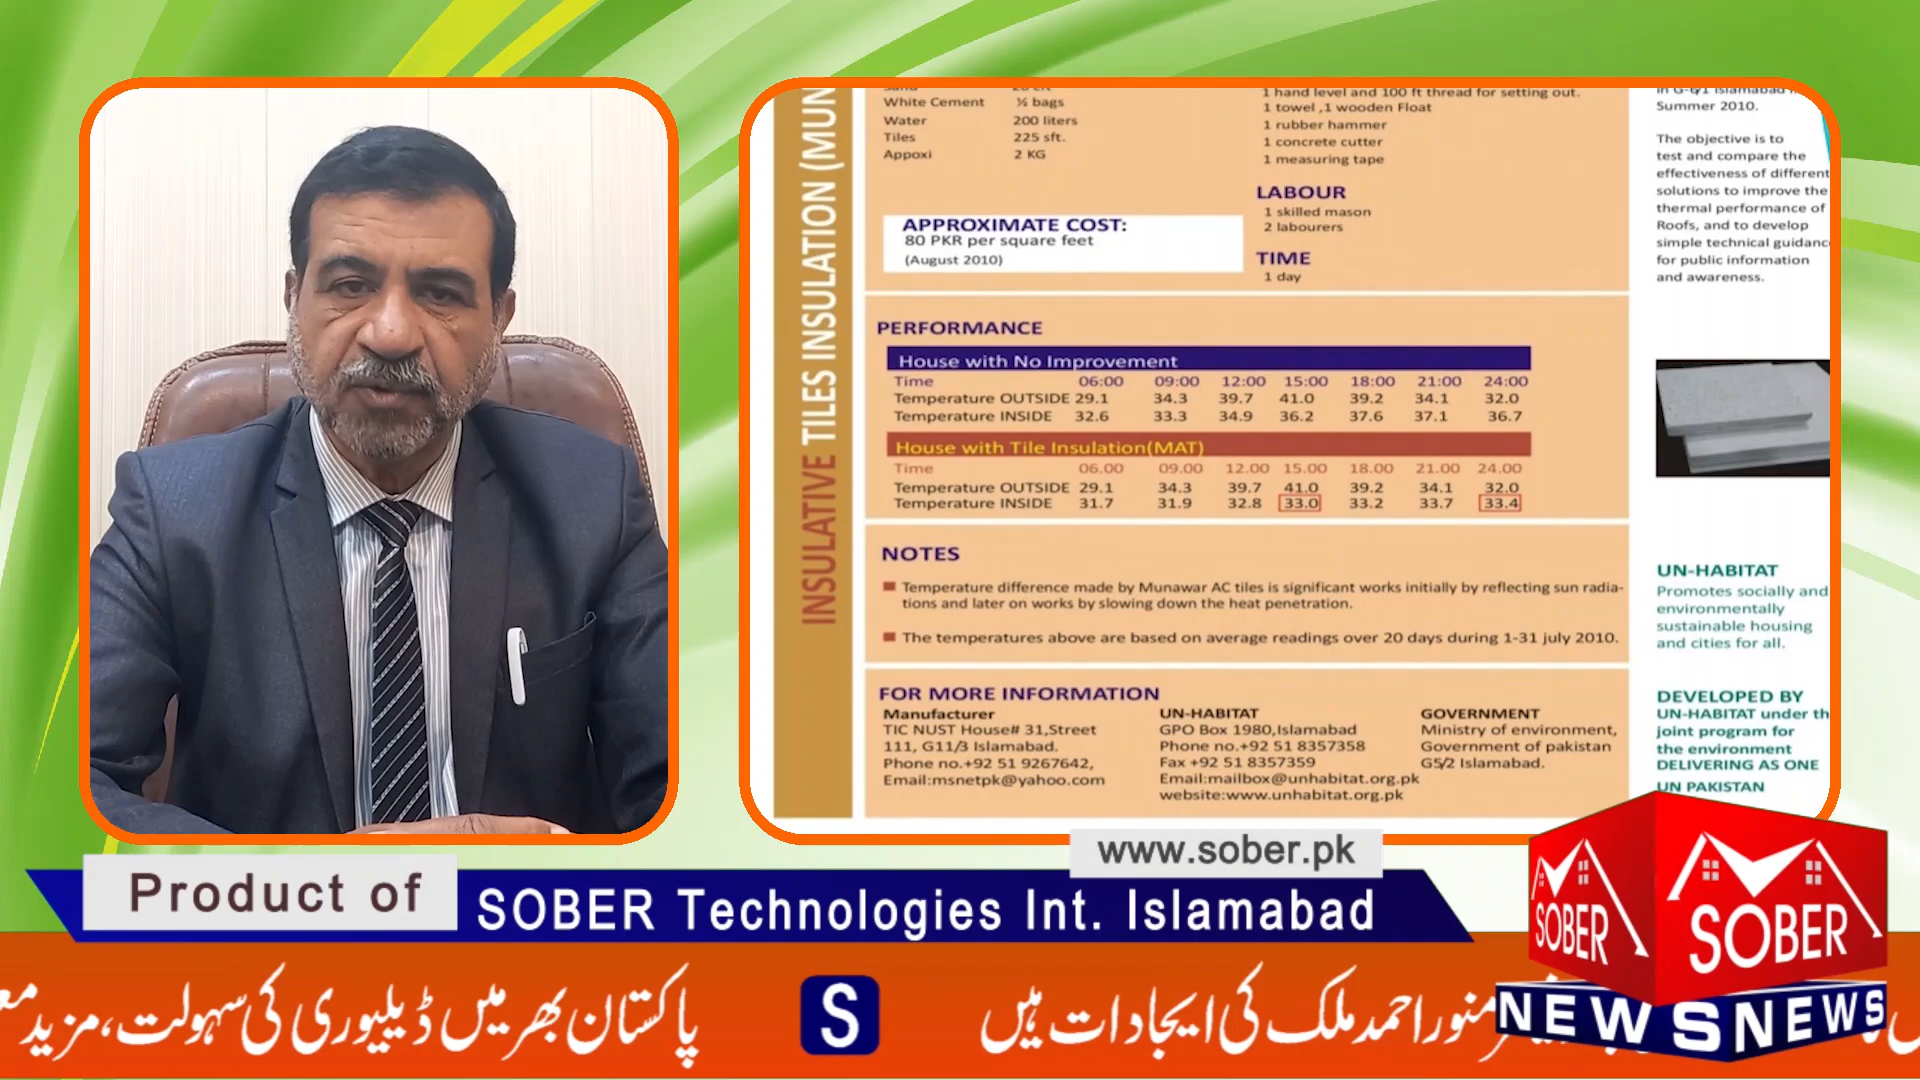 INSULATIVE TILES INSULATION (MUN
White Cement ½ bags
Water 200 liters
Tiles 225 sft.
Appoxi 2 KG
APPROXIMATE COST:
80 PKR per square feet
(August 2010)
1 hand level and 100 ft thread for setting out.
1 towel ,1 wooden Float
1 rubber hammer
1 concrete cutter
1 measuring tape
LABOUR
1 skilled mason
2 labourers
TIME
1 day
PERFORMANCE
House with No Improvement
Time 06:00 09:00 12:00 15:00 18:00 21:00 24:00
Temperature OUTSIDE 29.1 34.3 39.7 41.0 39.2 34.1 32.0
Temperature INSIDE 32.6 33.3 34.9 36.2 37.6 37.1 36.7
House with Tile Insulation(MAT)
Time 06.00 09.00 12.00 15.00 18.00 21.00 24.00
Temperature OUTSIDE 29.1 34.3 39.7 41.0 39.2 34.1 32.0
Temperature INSIDE 31.7 31.9 32.8 33.0 33.2 33.7 33.4
NOTES
Temperature difference made by Munawar AC tiles is significant works initially by reflecting sun radia-
tions and later on works by slowing down the heat penetration.
The temperatures above are based on average readings over 20 days during 1-31 july 2010.
FOR MORE INFORMATION
Manufacturer
TIC NUST House# 31,Street
111, G11/3 Islamabad.
Phone no.+92 51 9267642,
Email:msnetpk@yahoo.com
UN-HABITAT
GPO Box 1980,Islamabad
Phone no.+92 51 8357358
Fax +92 51 8357359
Email:mailbox@unhabitat.org.pk
website:www.unhabitat.org.pk
GOVERNMENT
Ministry of environment,
Government of pakistan
G5/2 Islamabad.
Summer 2010.
The objective is to
test and compare the
effectiveness of different
solutions to improve the
thermal performance of
Roofs, and to develop
simple technical guidanc
for public information
and awareness.
UN-HABITAT
Promotes socially and
environmentally
sustainable housing
and cities for all.
DEVELOPED BY
UN-HABITAT under th
joint program for
the environment
DELIVERING AS ONE
UN PAKISTAN
www.sober.pk
Product of
SOBER Technologies Int. Islamabad
SOBER SOBER
NEWS NEWS
منور احمد ملک کی ایجادات ہیں S پاکستان بھر میں ڈیلیوری کی سہولت، مزید